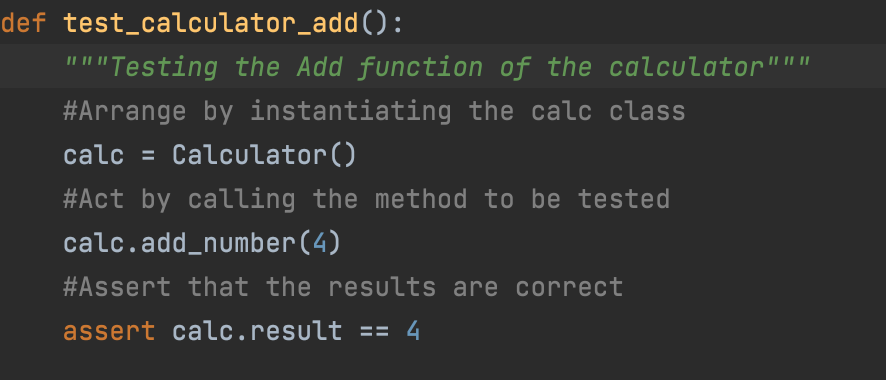 def test_calculator_add():
    """Testing the Add function of the calculator"""
    #Arrange by instantiating the calc class
    calc = Calculator()
    #Act by calling the method to be tested
    calc.add_number(4)
    #Assert that the results are correct
    assert calc.result == 4